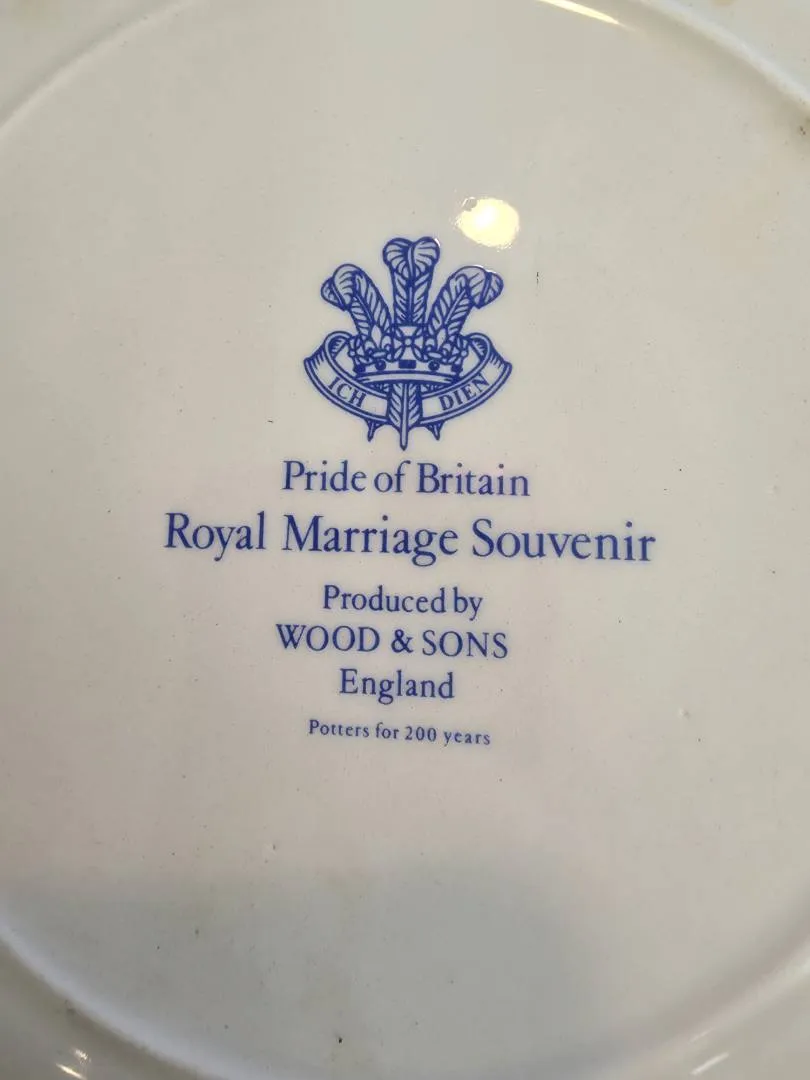 ICH DIEN
Pride of Britain
Royal Marriage Souvenir
Produced by
WOOD & SONS
England
Potters for 200 years